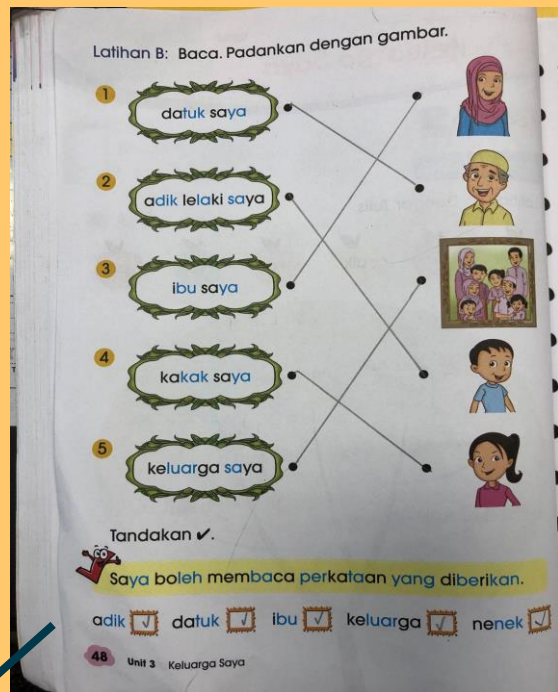 Latihan B: Baca. Padankan dengan gambar.
1
datuk saya
2
adik lelaki saya
3
ibu saya
4
kakak saya
5
keluarga saya
Tandakan ✔.
Saya boleh membaca perkataan yang diberikan.
adik ✓ datuk ✓ ibu ✓ keluarga ✓ nenek ✓
48 Unit 3 Keluarga Saya